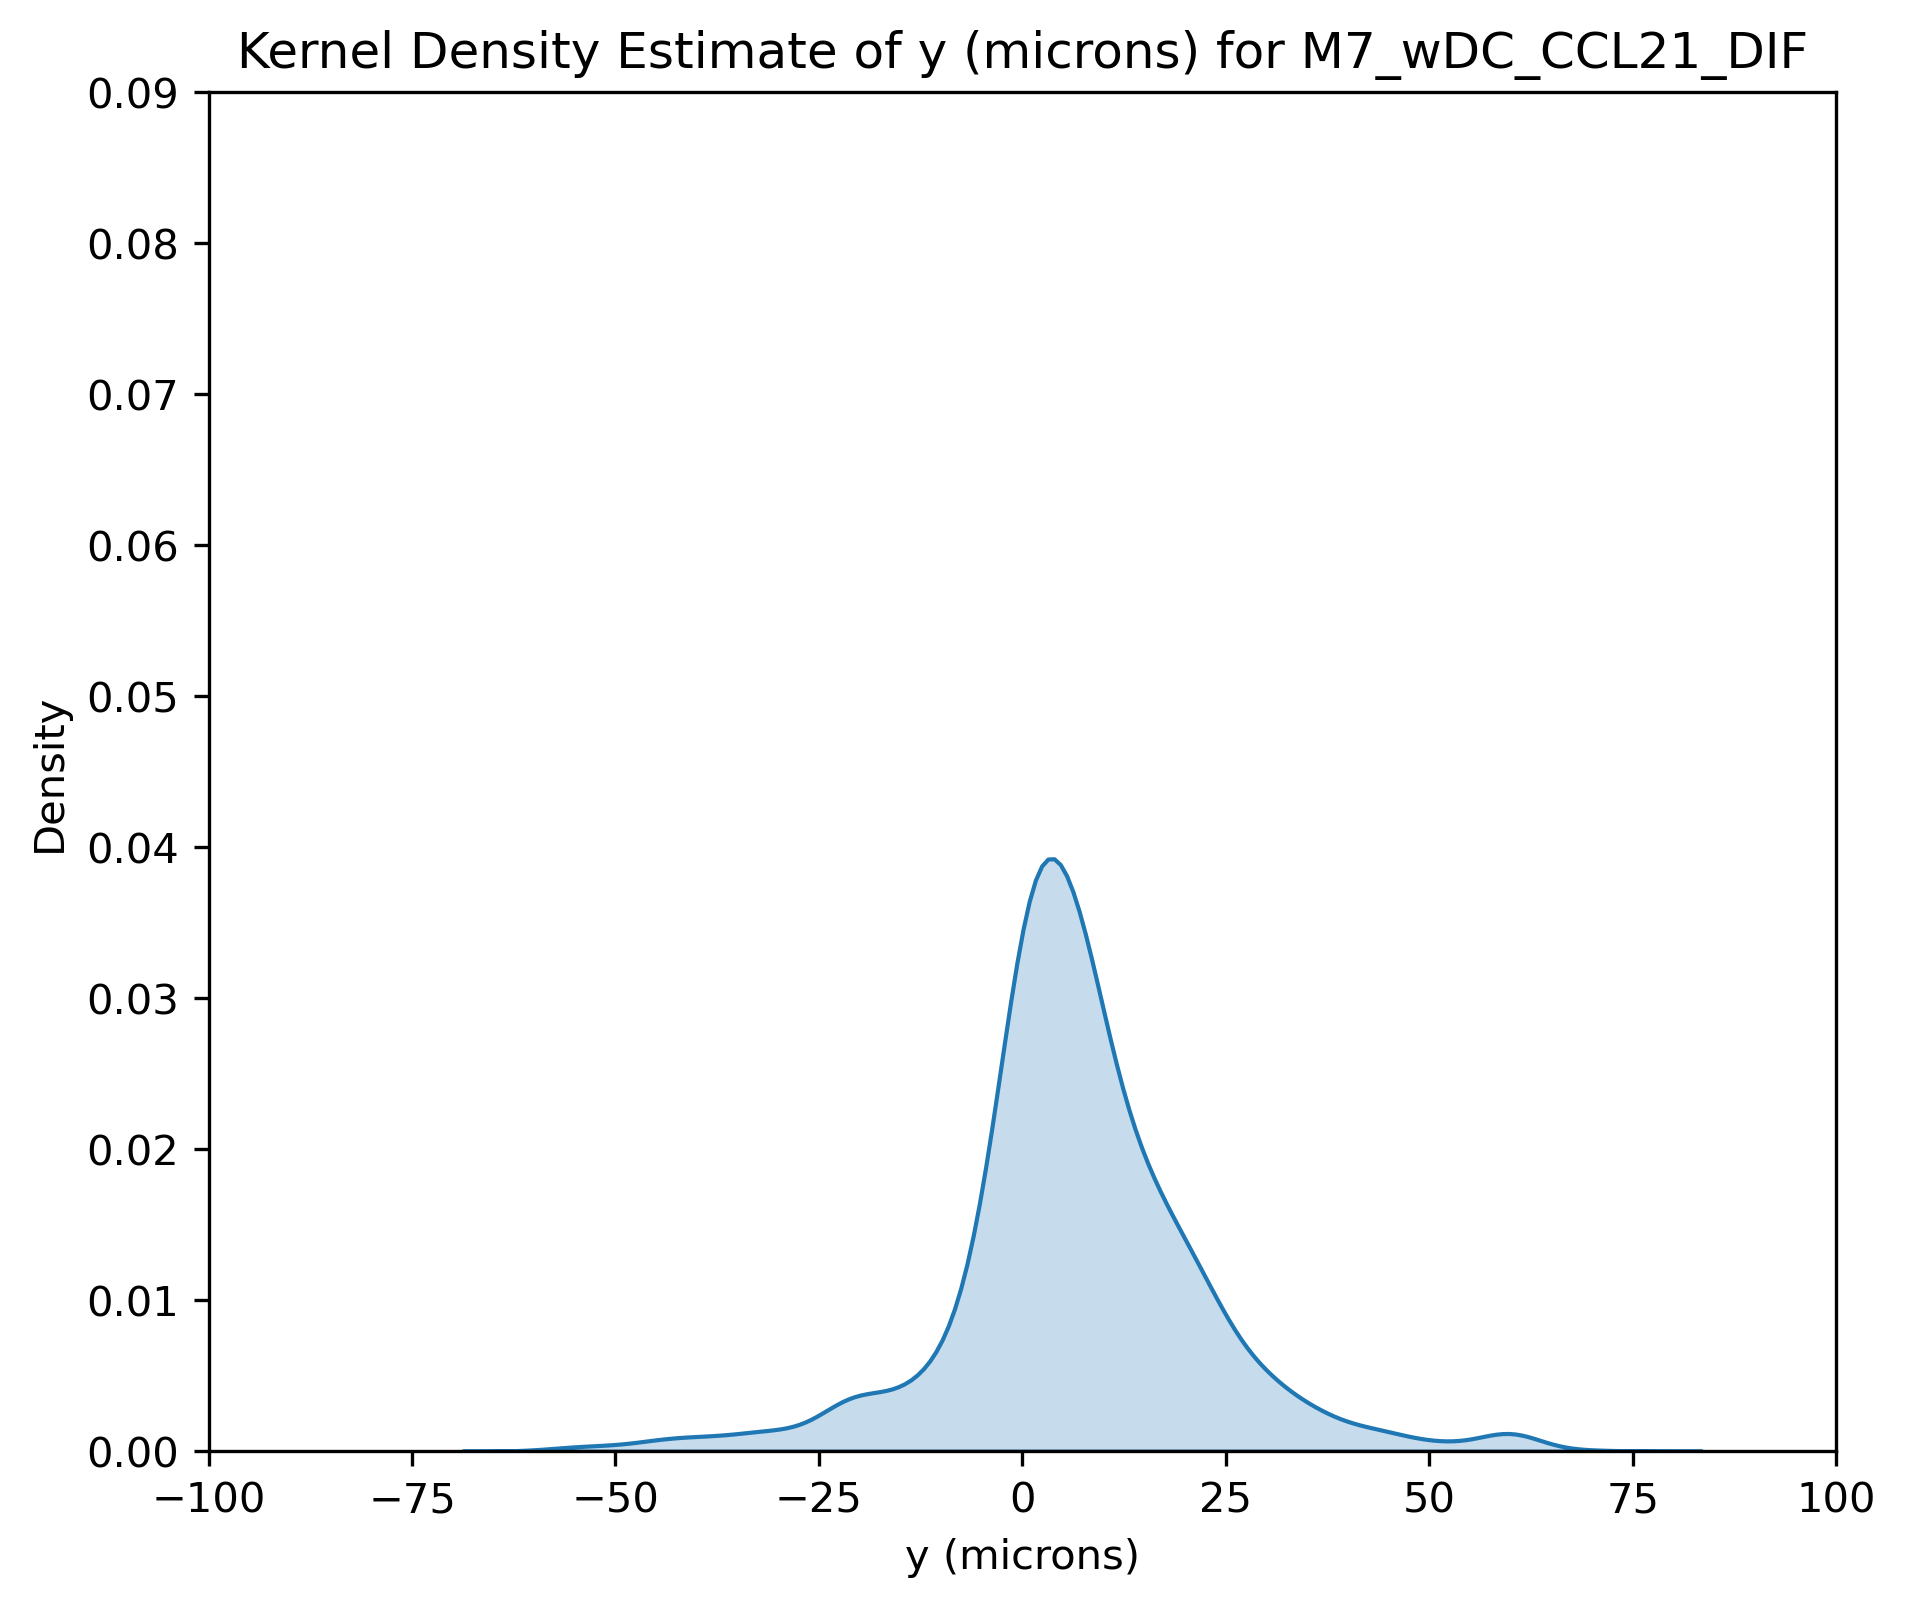 Kernel Density Estimate of y (microns) for M7_wDC_CCL21_DIF
0.09
0.08
0.07
0.06
0.05
0.04
0.03
0.02
0.01
0.00
Density
−100 −75 −50 −25 0 25 50 75 100
y (microns)